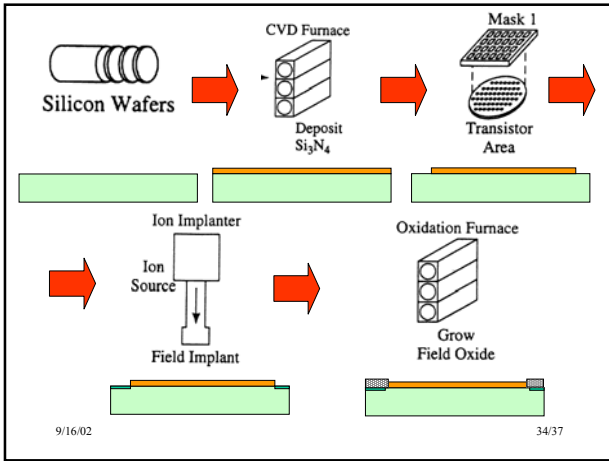 Silicon Wafers
CVD Furnace
Deposit
Si₃N₄
Mask 1
Transistor
Area
Ion Implanter
Ion
Source
Field Implant
Oxidation Furnace
Grow
Field Oxide
9/16/02
34/37